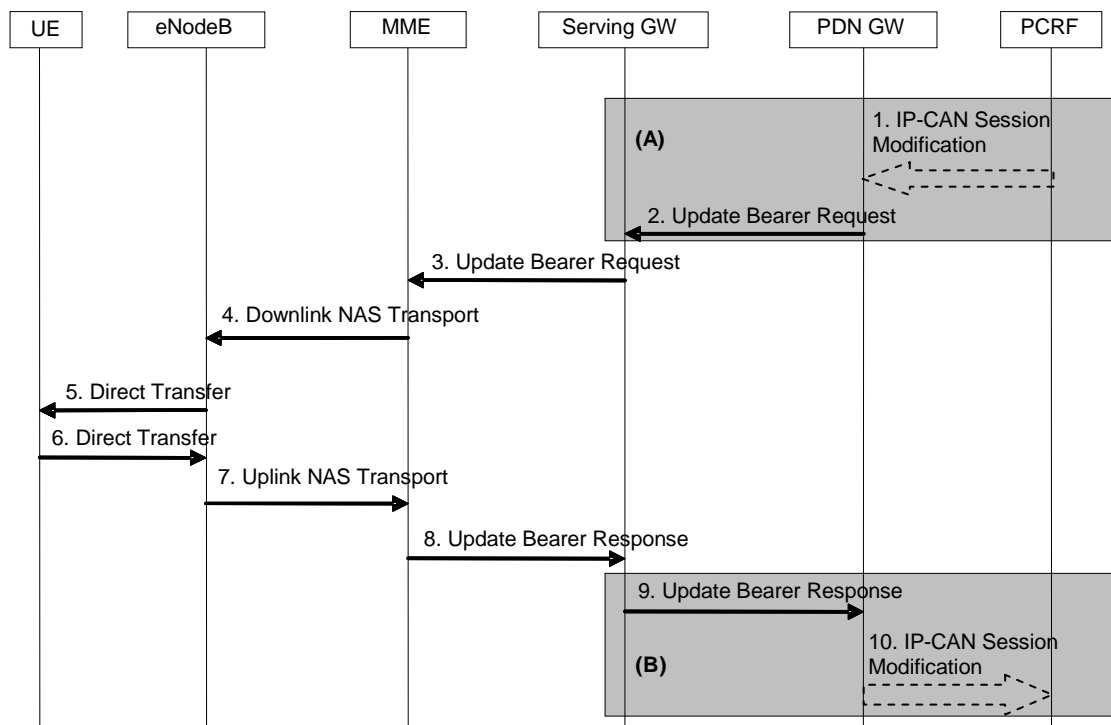 UE
eNodeB
MME
Serving GW
PDN GW
PCRF
(A)
1. IP-CAN Session
Modification
2. Update Bearer Request
3. Update Bearer Request
4. Downlink NAS Transport
5. Direct Transfer
6. Direct Transfer
7. Uplink NAS Transport
8. Update Bearer Response
9. Update Bearer Response
(B)
10. IP-CAN Session
Modification